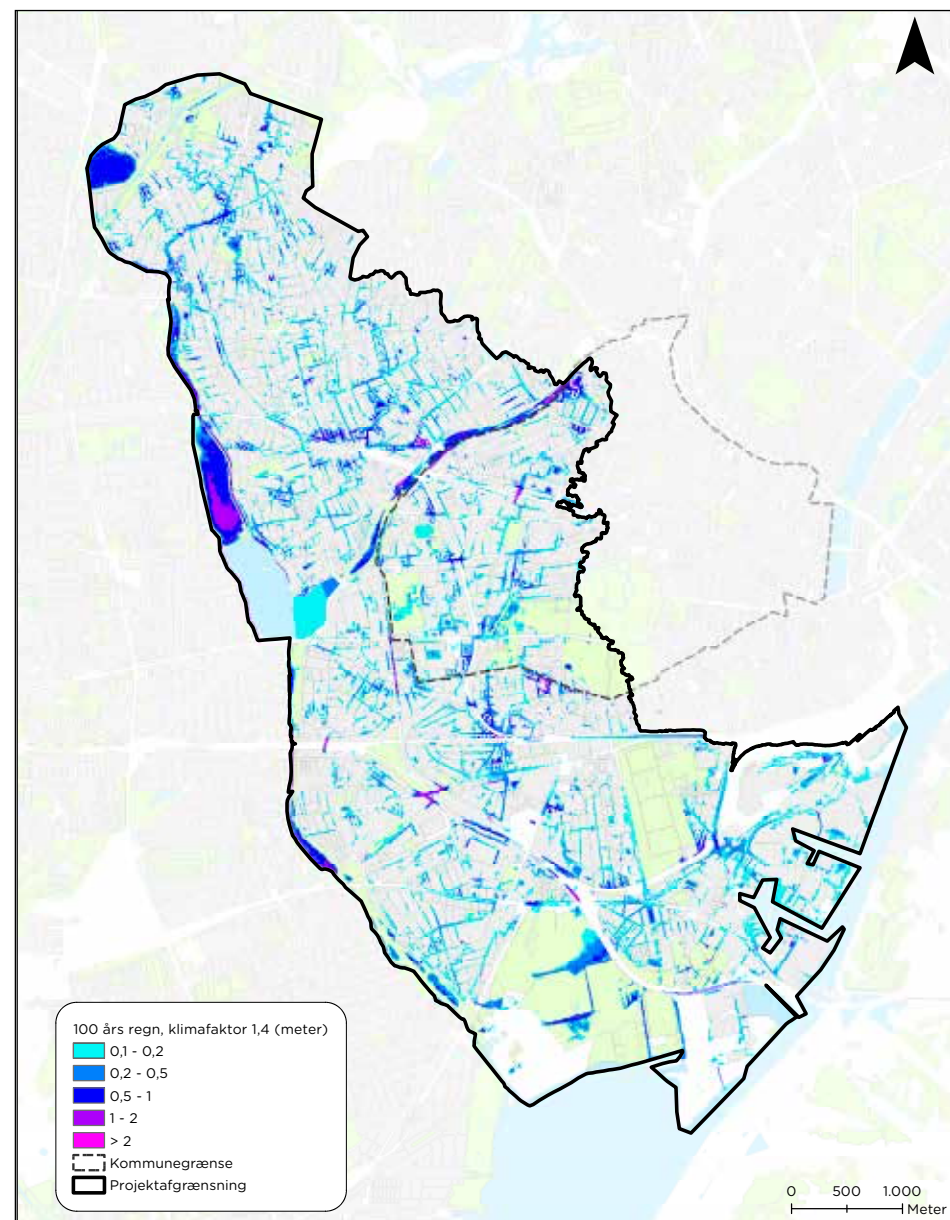 100 års regn, klimafaktor 1,4 (meter)
0,1 - 0,2
0,2 - 0,5
0,5 - 1
1 - 2
> 2
Kommunegrænse
Projektafgrænsning
0 500 1.000
Meter